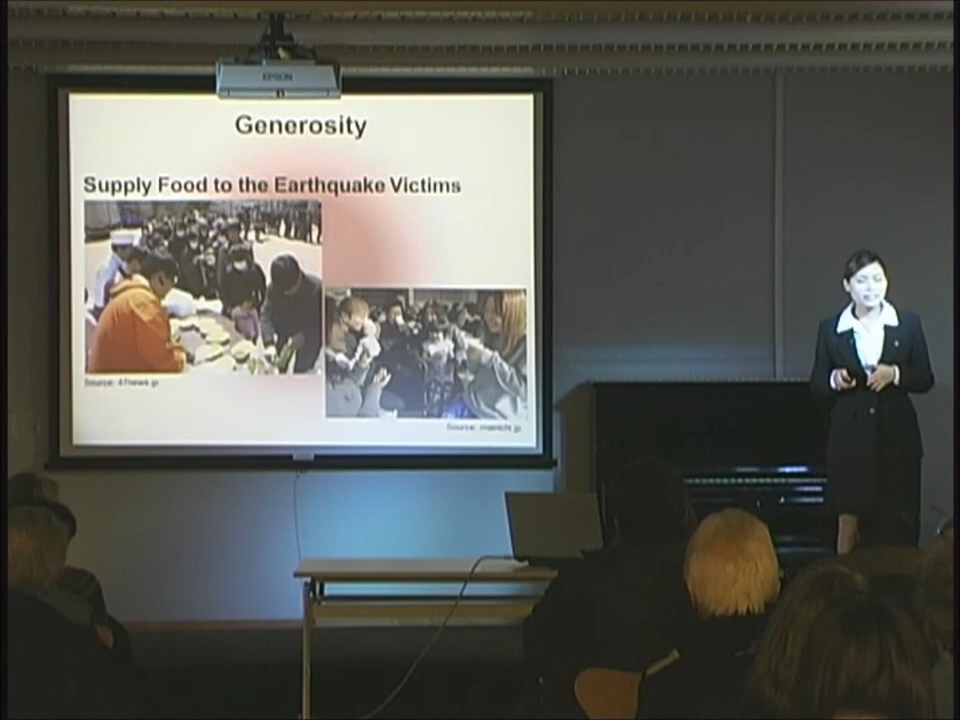 EPSON
Generosity
Supply Food to the Earthquake Victims
Source: 47news.jp
Source: mainichi.jp